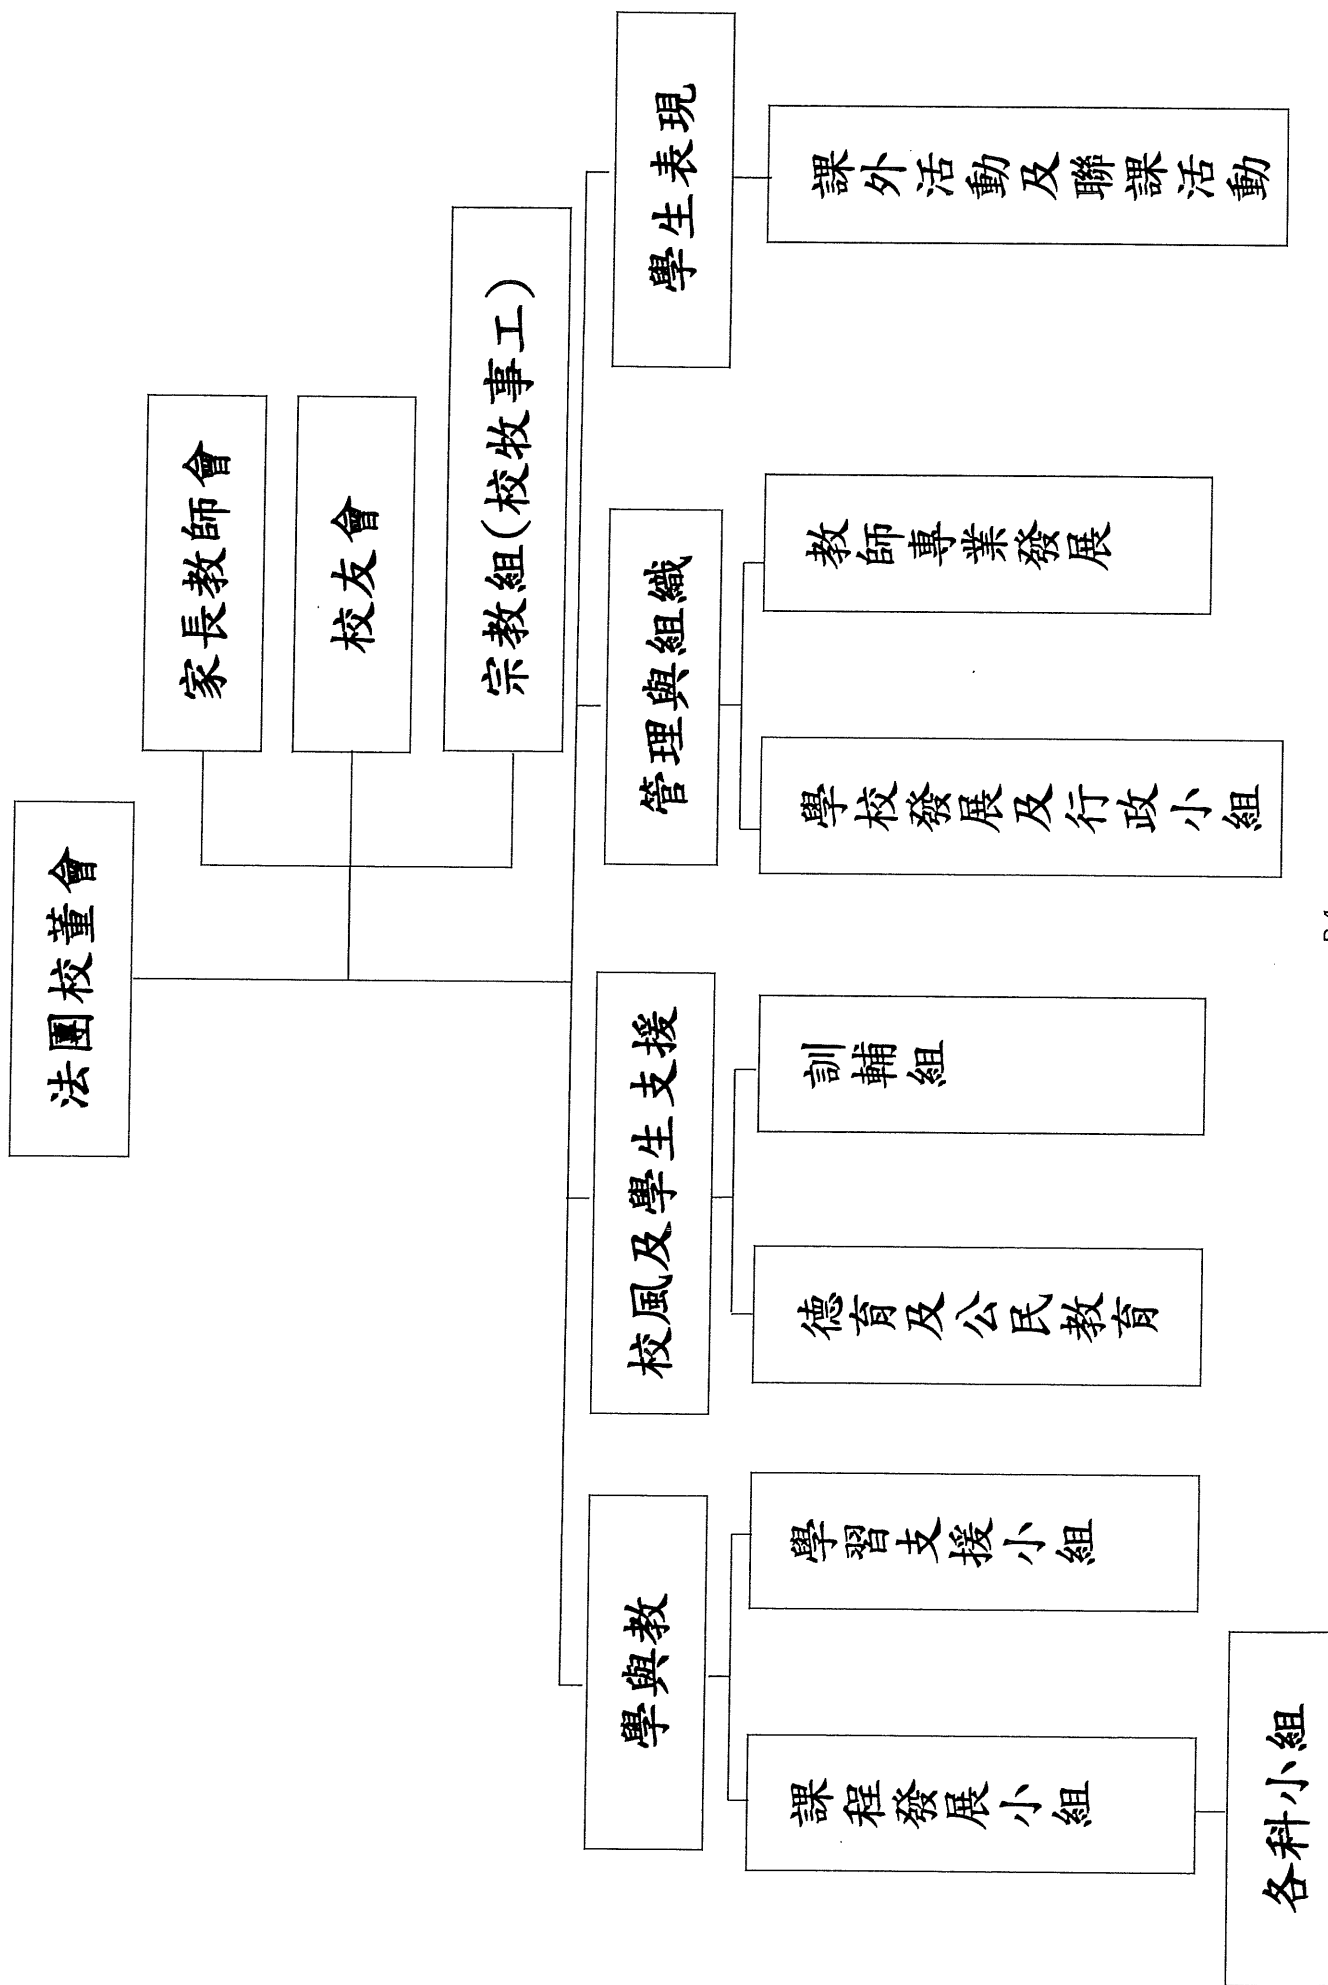 法團校董會
家長教師會
校友會
宗教組(校牧事工)
學與教
校風及學生支援
管理與組織
學生表現
課程發展小組
學習支援小組
德育及公民教育
訓輔組
學校發展及行政小組
教師專業發展
課外活動及聯課活動
各科小組